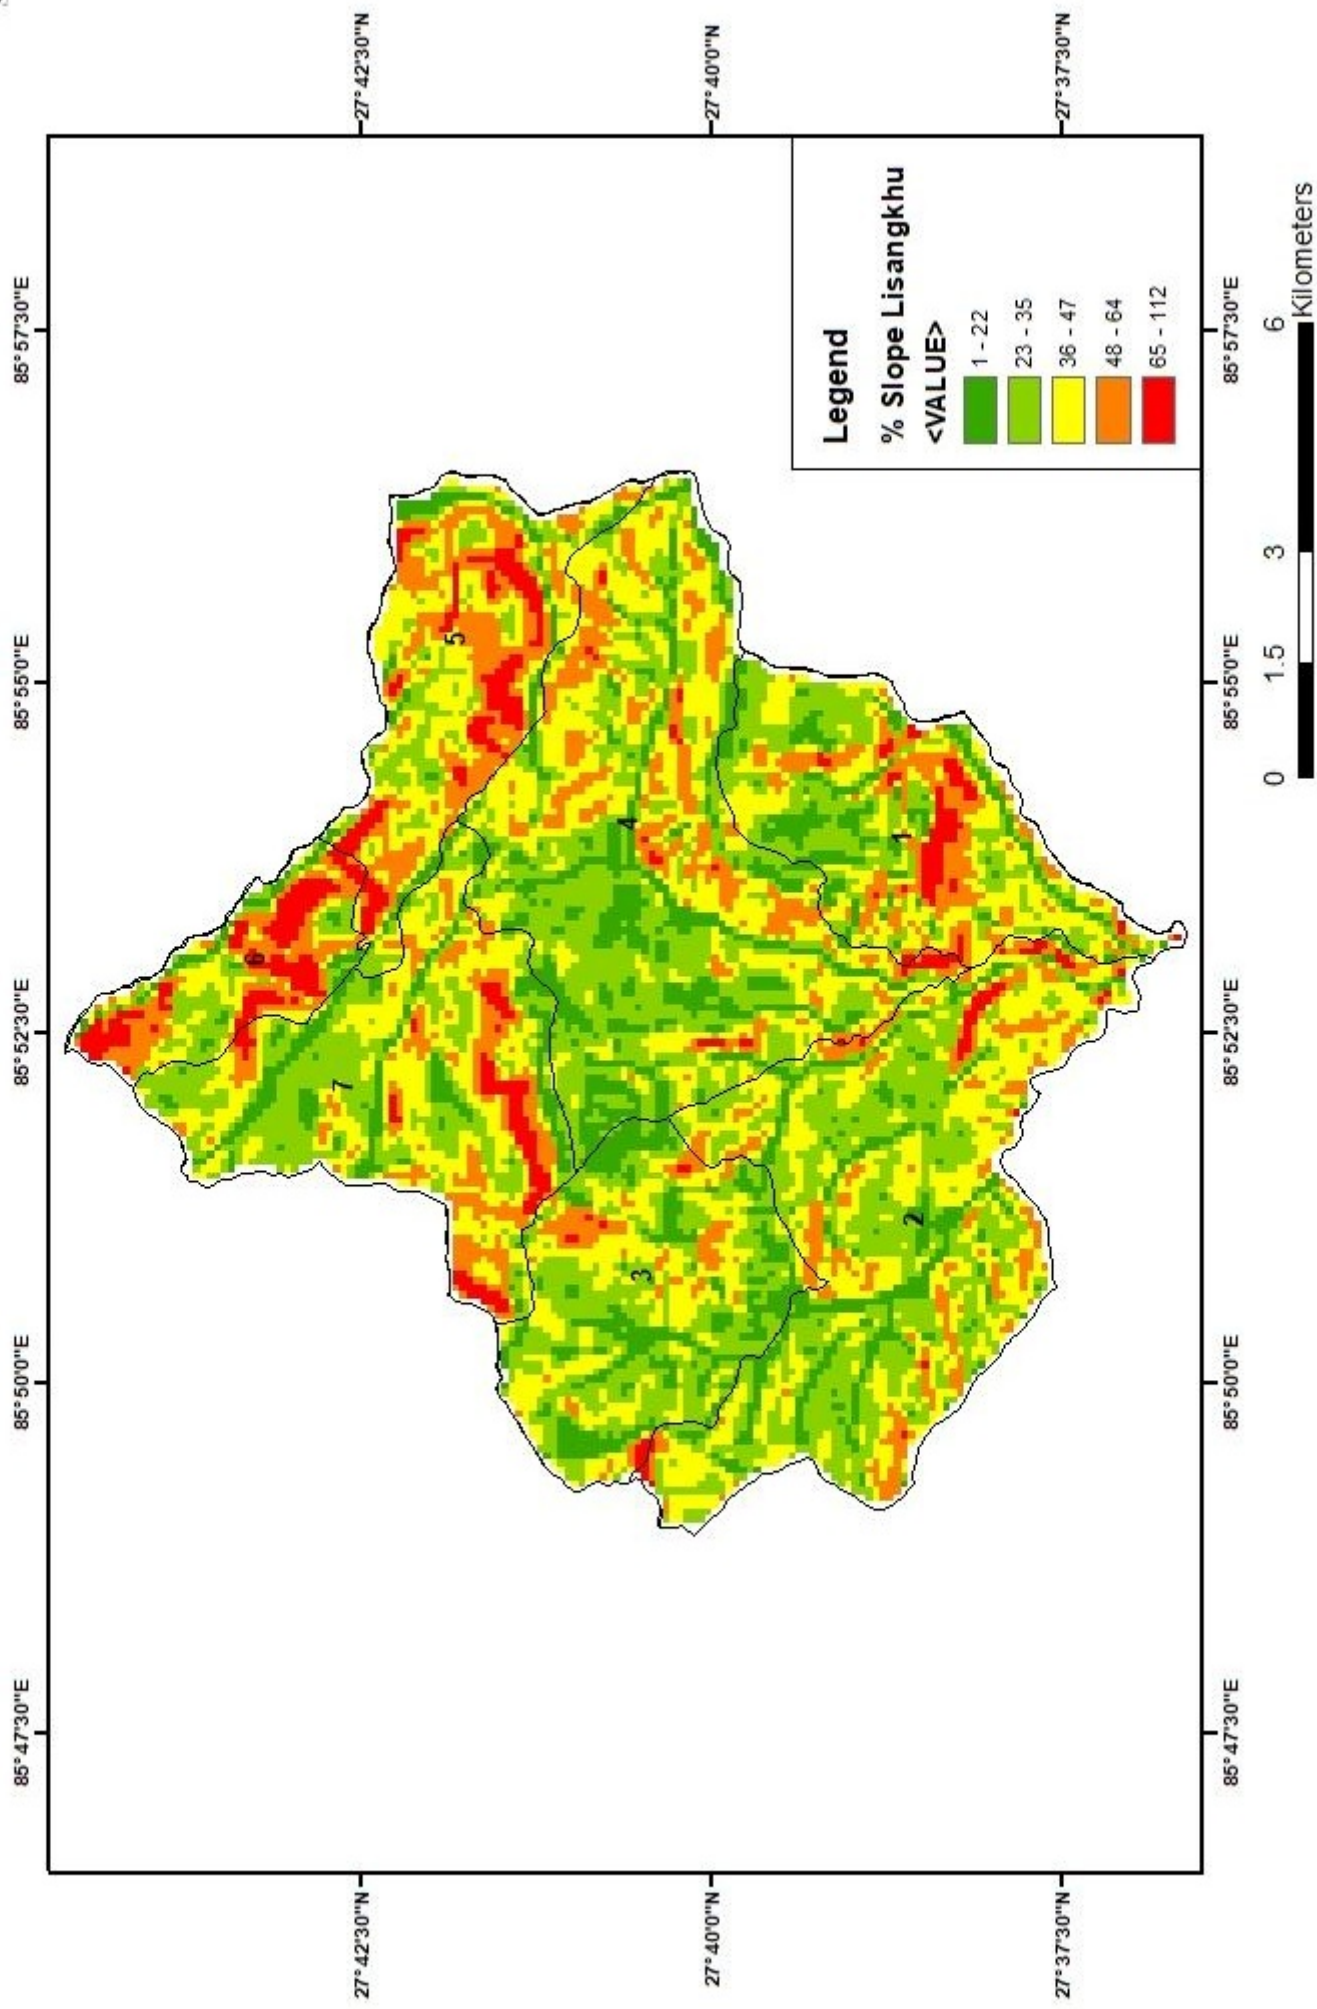 85°47'30"E 85°50'0"E 85°52'30"E 85°55'0"E 85°57'30"E
6
7
27°42'30"N 27°42'30"N
5
4
3
27°40'0"N 27°40'0"N
1
2
27°37'30"N 27°37'30"N
Legend
% Slope Lisangkhu
<VALUE>
1 - 22
23 - 35
36 - 47
48 - 64
65 - 112
85°47'30"E 85°50'0"E 85°52'30"E 85°55'0"E 85°57'30"E
0 1.5 3 6
Kilometers